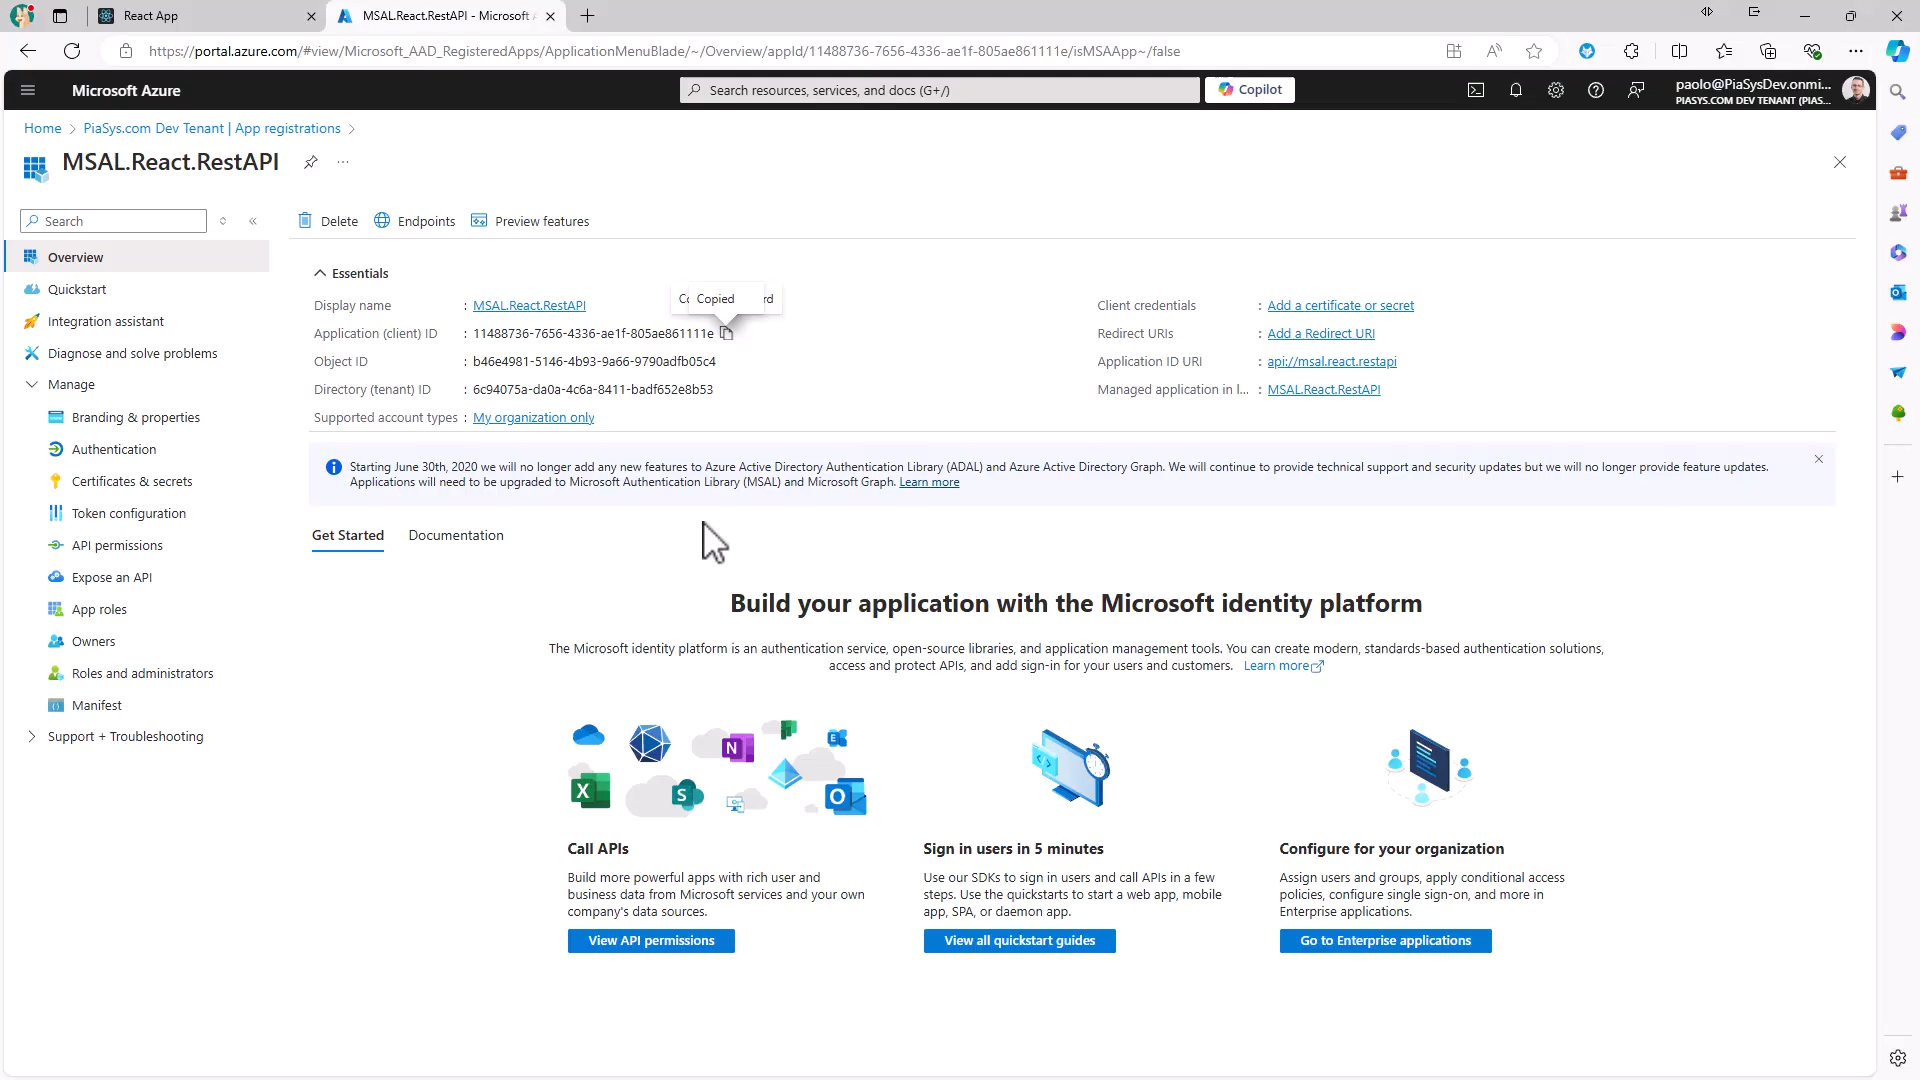 React App
MSAL.React.RestAPI - Microsoft A
https://portal.azure.com/#view/Microsoft_AAD_RegisteredApps/ApplicationMenuBlade/~/Overview/appId/11488736-7656-4336-ae1f-805ae861111e/isMSAApp~/false
Microsoft Azure
Search resources, services, and docs (G+/)
Copilot
paolo@PiaSysDev.onmi...
PIASYS.COM DEV TENANT (PIAS...
Home > PiaSys.com Dev Tenant | App registrations >
MSAL.React.RestAPI
Search
Delete
Endpoints
Preview features
Overview
Quickstart
Integration assistant
Diagnose and solve problems
Manage
Branding & properties
Authentication
Certificates & secrets
Token configuration
API permissions
Expose an API
App roles
Owners
Roles and administrators
Manifest
Support + Troubleshooting
Essentials
Copied
Display name : MSAL.React.RestAPI
Application (client) ID : 11488736-7656-4336-ae1f-805ae861111e
Object ID : b46e4981-5146-4b93-9a66-9790adfb05c4
Directory (tenant) ID : 6c94075a-da0a-4c6a-8411-badf652e8b53
Supported account types : My organization only
Client credentials : Add a certificate or secret
Redirect URIs : Add a Redirect URI
Application ID URI : api://msal.react.restapi
Managed application in l... : MSAL.React.RestAPI
Starting June 30th, 2020 we will no longer add any new features to Azure Active Directory Authentication Library (ADAL) and Azure Active Directory Graph. We will continue to provide technical support and security updates but we will no longer provide feature updates.
Applications will need to be upgraded to Microsoft Authentication Library (MSAL) and Microsoft Graph. Learn more
Get Started
Documentation
Build your application with the Microsoft identity platform
The Microsoft identity platform is an authentication service, open-source libraries, and application management tools. You can create modern, standards-based authentication solutions,
access and protect APIs, and add sign-in for your users and customers. Learn more
Call APIs
Build more powerful apps with rich user and
business data from Microsoft services and your own
company's data sources.
View API permissions
Sign in users in 5 minutes
Use our SDKs to sign in users and call APIs in a few
steps. Use the quickstarts to start a web app, mobile
app, SPA, or daemon app.
View all quickstart guides
Configure for your organization
Assign users and groups, apply conditional access
policies, configure single sign-on, and more in
Enterprise applications.
Go to Enterprise applications